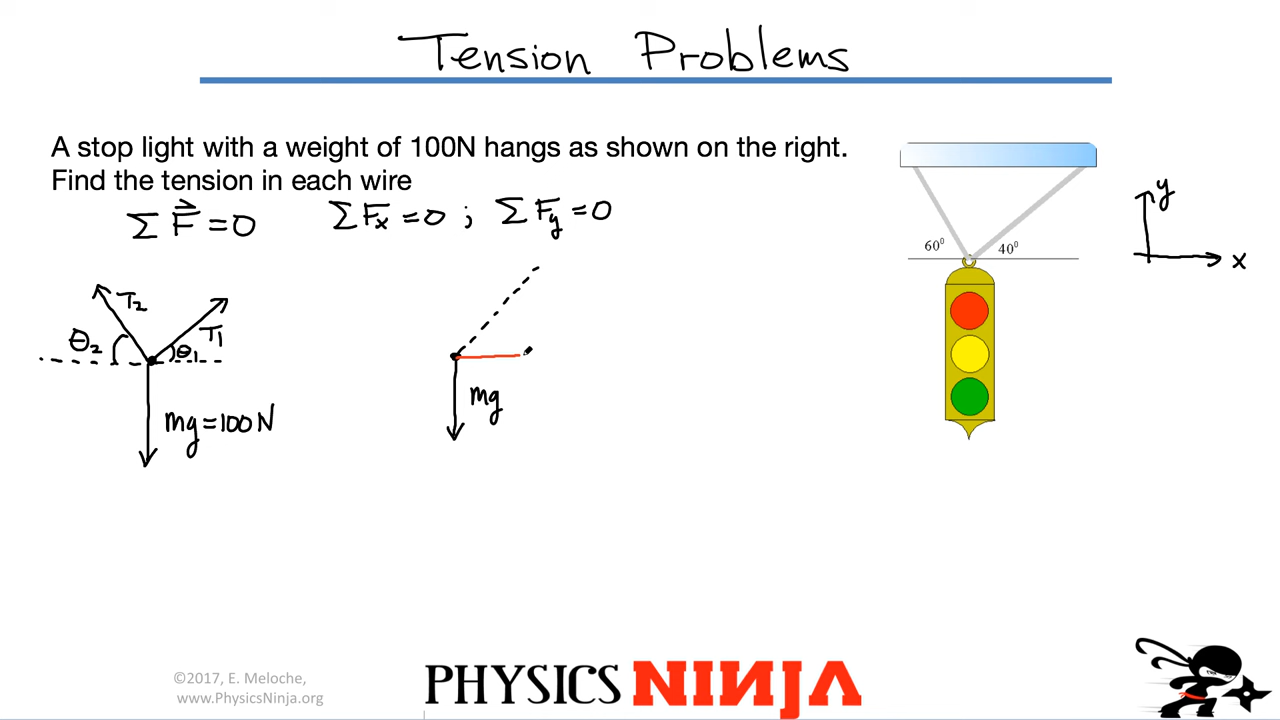 Tension Problems
A stop light with a weight of 100N hangs as shown on the right.
Find the tension in each wire
Σ F⃗ = 0   ΣFx = 0 ; ΣFy = 0
60⁰ 40⁰
y
x
T2
T1
θ2
θ1
mg = 100 N
mg
©2017, E. Meloche,
www.PhysicsNinja.org
PHYSICS NINJA